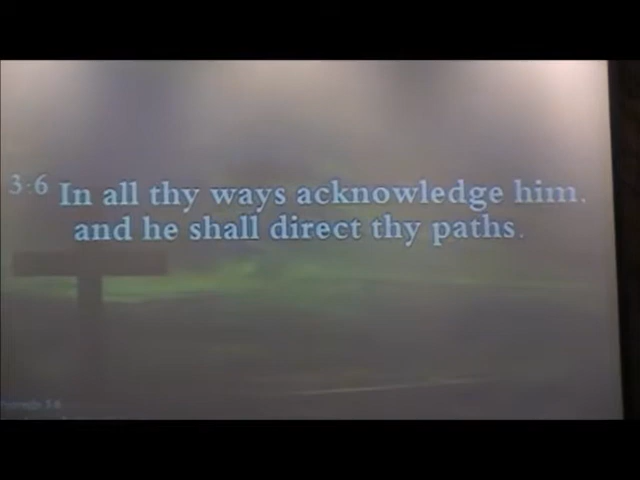 3:6 In all thy ways acknowledge him,
and he shall direct thy paths.